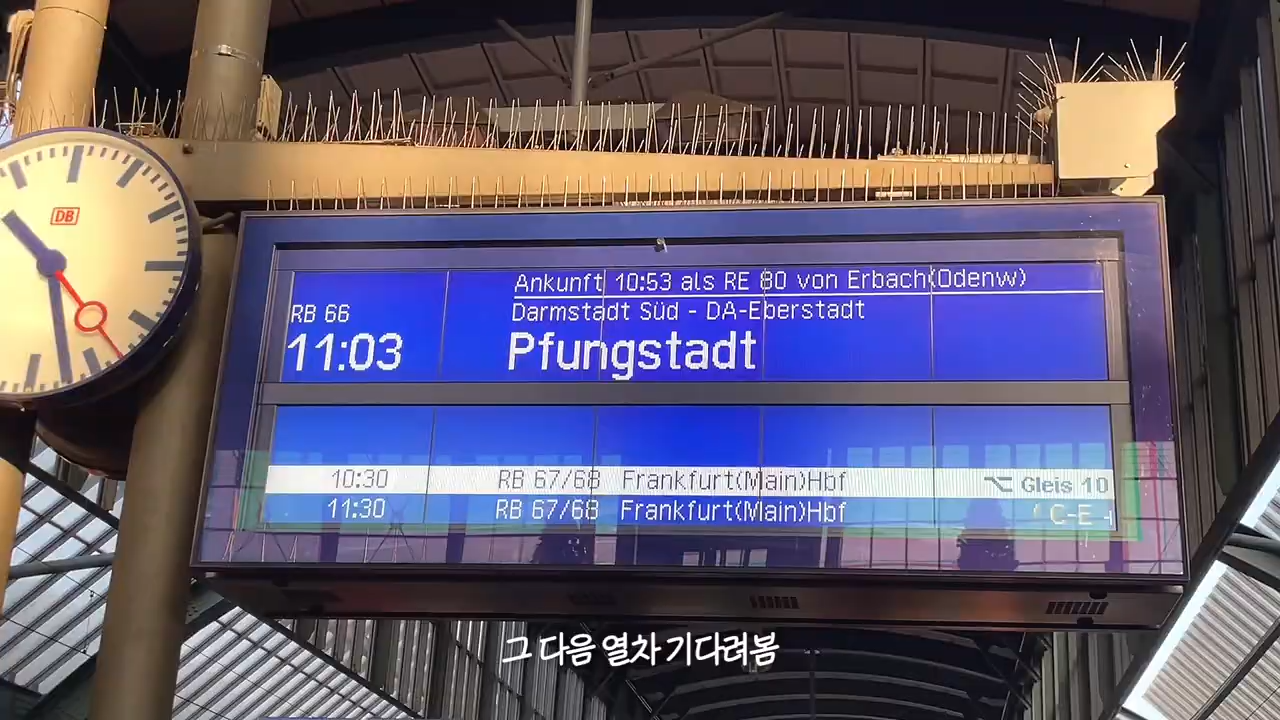 DB
Ankunft 10:53 als RE 80 von Erbach(Odenw)
RB 66 Darmstadt Süd - DA-Eberstadt
11:03 Pfungstadt
10:30 RB 67/68 Frankfurt(Main)Hbf Gleis 10
11:30 RB 67/68 Frankfurt(Main)Hbf C-E
그 다음 열차 기다려봄